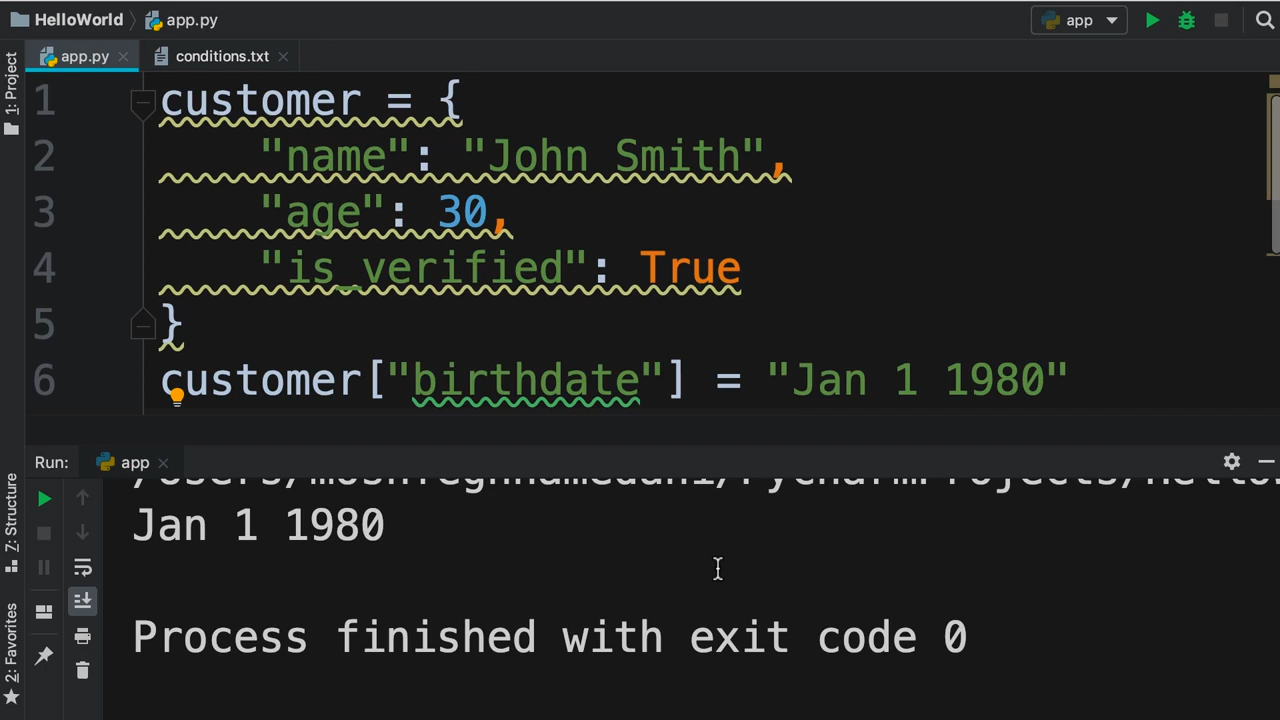 HelloWorld app.py app
app.py conditions.txt
1: Project
1 customer = {
2 "name": "John Smith",
3 "age": 30,
4 "is_verified": True
5 }
6 customer["birthdate"] = "Jan 1 1980"
Run: app
Jan 1 1980
Process finished with exit code 0
7: Structure
2: Favorites